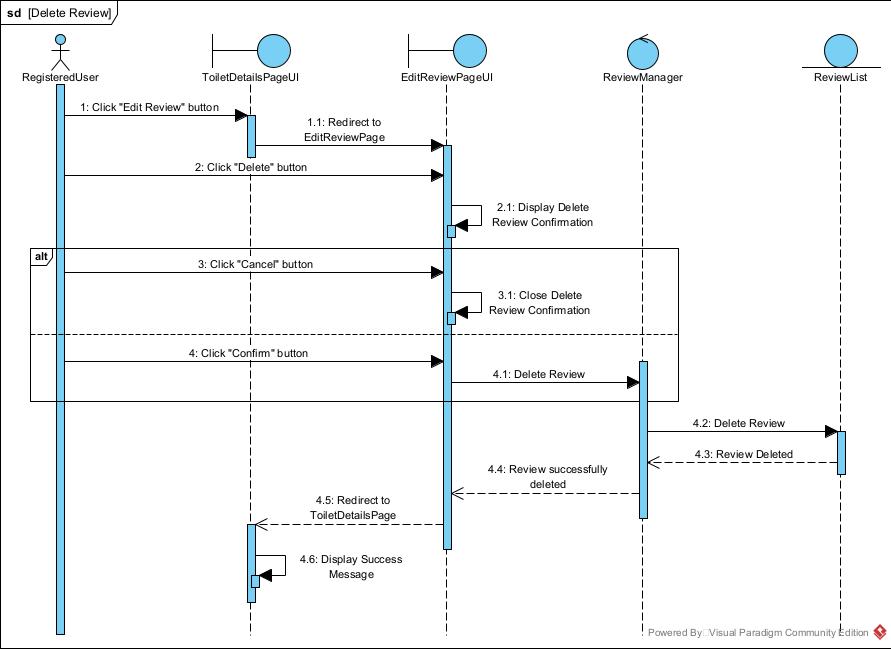 sd [Delete Review]
RegisteredUser
ToiletDetailsPageUI
EditReviewPageUI
ReviewManager
ReviewList
1: Click "Edit Review" button
1.1: Redirect to
EditReviewPage
2: Click "Delete" button
2.1: Display Delete
Review Confirmation
alt
3: Click "Cancel" button
3.1: Close Delete
Review Confirmation
4: Click "Confirm" button
4.1: Delete Review
4.2: Delete Review
4.3: Review Deleted
4.4: Review successfully
deleted
4.5: Redirect to
ToiletDetailsPage
4.6: Display Success
Message
Powered By Visual Paradigm Community Edition